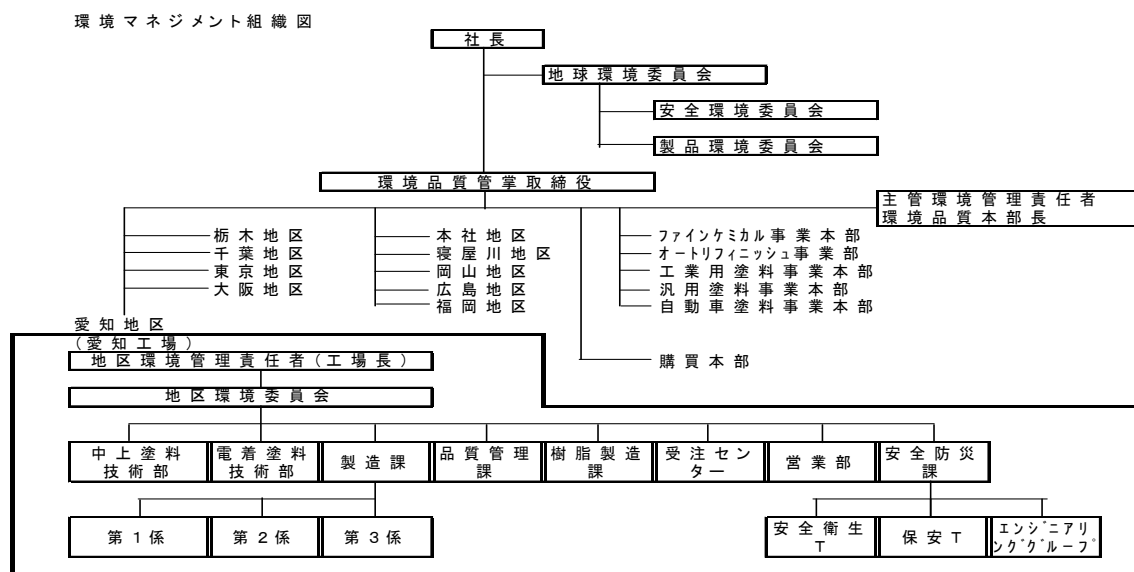 環境マネジメント組織図
社長
地球環境委員会
安全環境委員会
製品環境委員会
環境品質管掌取締役
主管環境管理責任者
環境品質本部長
栃木地区
千葉地区
東京地区
大阪地区
本社地区
寝屋川地区
岡山地区
広島地区
福岡地区
ファインケミカル事業本部
オートリフィニッシュ事業部
工業用塗料事業本部
汎用塗料事業本部
自動車塗料事業本部
購買本部
愛知地区
(愛知工場)
地区環境管理責任者(工場長)
地区環境委員会
中上塗料
技術部
電着塗料
技術部
製造課
品質管理
課
樹脂製造
課
受注セン
ター
営業部
安全防災
課
第1係
第2係
第3係
安全衛生
T
保安T
エンジニアリ
ンググループ